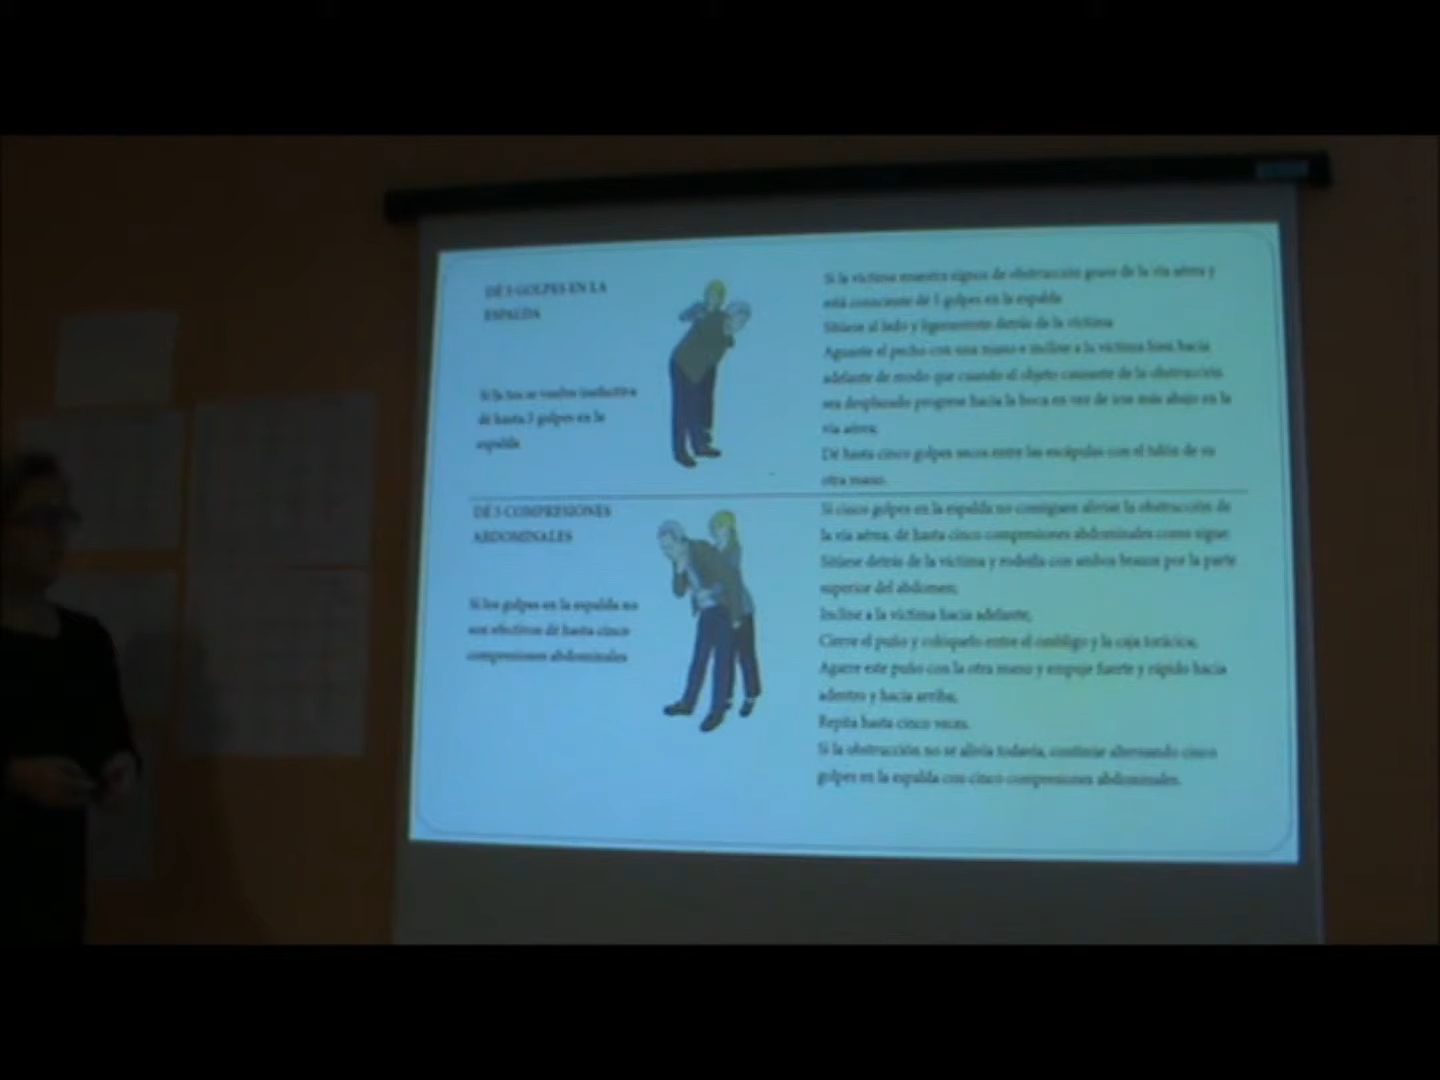 DÉ 5 GOLPES EN LA
ESPALDA
Si la tos se vuelve inefectiva
dé hasta 5 golpes en la
espalda
Si la víctima muestra signos de obstrucción grave de la vía aérea y
está consciente dé 5 golpes en la espalda
Sitúese al lado y ligeramente detrás de la víctima
Aguante el pecho con una mano e incline a la víctima bien hacia
adelante de modo que cuando el objeto causante de la obstrucción
sea desplazado progrese hacia la boca en vez de irse más abajo en la
vía aérea;
Dé hasta cinco golpes secos entre las escápulas con el talón de su
otra mano.
DÉ 5 COMPRESIONES
ABDOMINALES
Si los golpes en la espalda no
son efectivos dé hasta cinco
compresiones abdominales
Si cinco golpes en la espalda no consiguen aliviar la obstrucción de
la vía aérea, dé hasta cinco compresiones abdominales como sigue:
Sitúese detrás de la víctima y rodéela con ambos brazos por la parte
superior del abdomen;
Incline a la víctima hacia adelante;
Cierre el puño y colóquelo entre el ombligo y la caja torácica;
Agarre este puño con la otra mano y empuje fuerte y rápido hacia
adentro y hacia arriba;
Repita hasta cinco veces.
Si la obstrucción no se alivia todavía, continúe alternando cinco
golpes en la espalda con cinco compresiones abdominales.